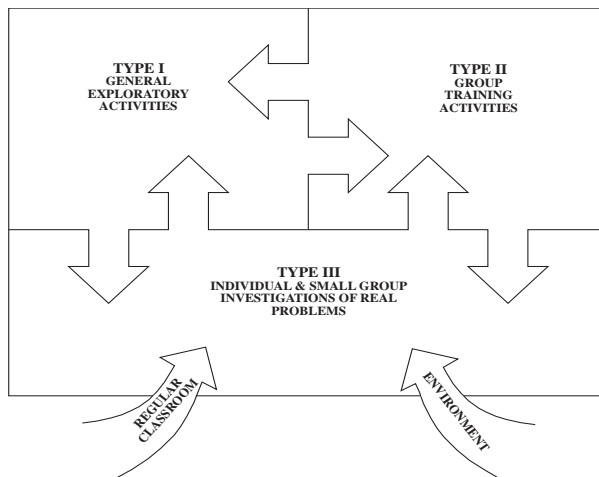 TYPE I
GENERAL
EXPLORATORY
ACTIVITIES
TYPE II
GROUP
TRAINING
ACTIVITIES
TYPE III
INDIVIDUAL & SMALL GROUP
INVESTIGATIONS OF REAL
PROBLEMS
REGULAR
CLASSROOM
ENVIRONMENT